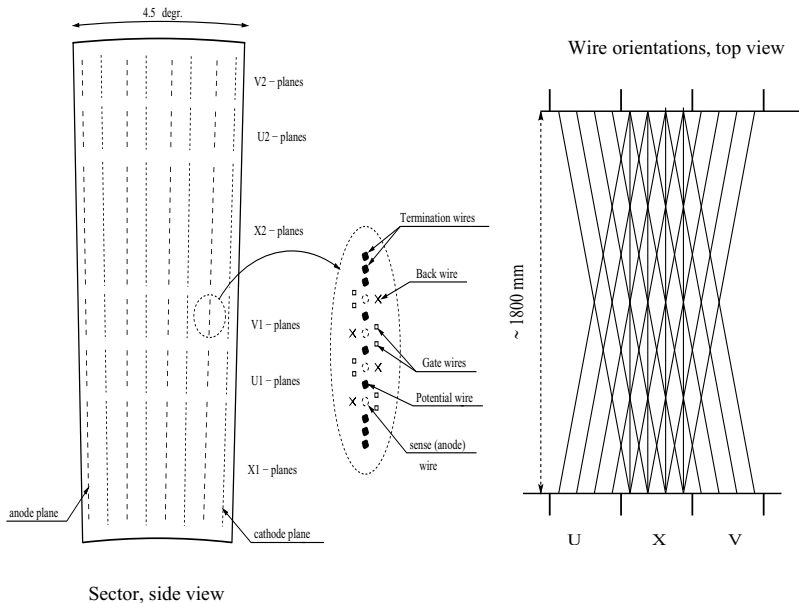 4.5 degr.
V2 − planes
U2 − planes
X2 − planes
V1 − planes
U1 − planes
X1 − planes
anode plane
cathode plane
Sector, side view
Termination wires
Back wire
Gate wires
Potential wire
sense (anode)
wire
Wire orientations, top view
~ 1800 mm
U X V